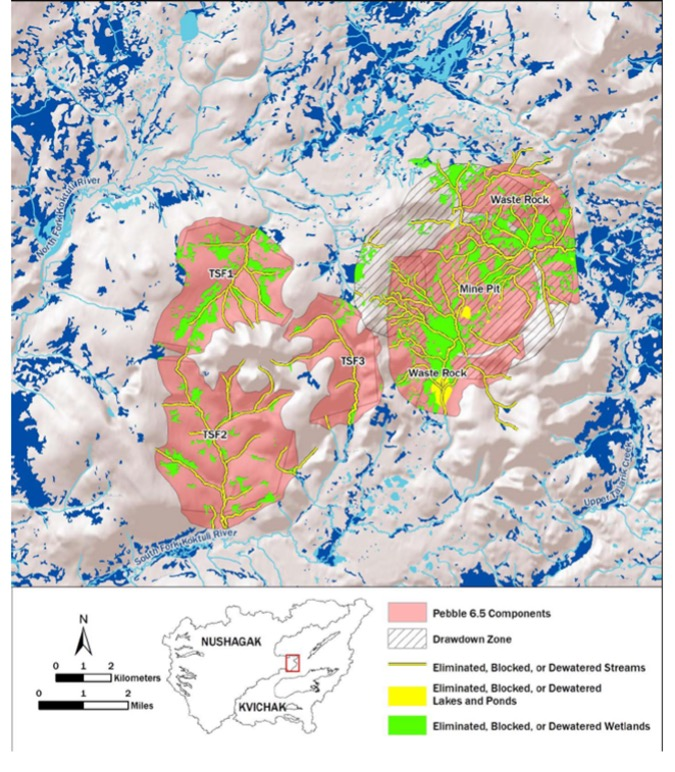 North Fork Koktuli River
Waste Rock
TSF1
Mine Pit
TSF3
Waste Rock
TSF2
Upper Talarik Creek
South Fork Koktuli River
N
0 1 2
Kilometers
0 1 2
Miles
NUSHAGAK
KVICHAK
Pebble 6.5 Components
Drawdown Zone
Eliminated, Blocked, or Dewatered Streams
Eliminated, Blocked, or Dewatered
Lakes and Ponds
Eliminated, Blocked, or Dewatered Wetlands